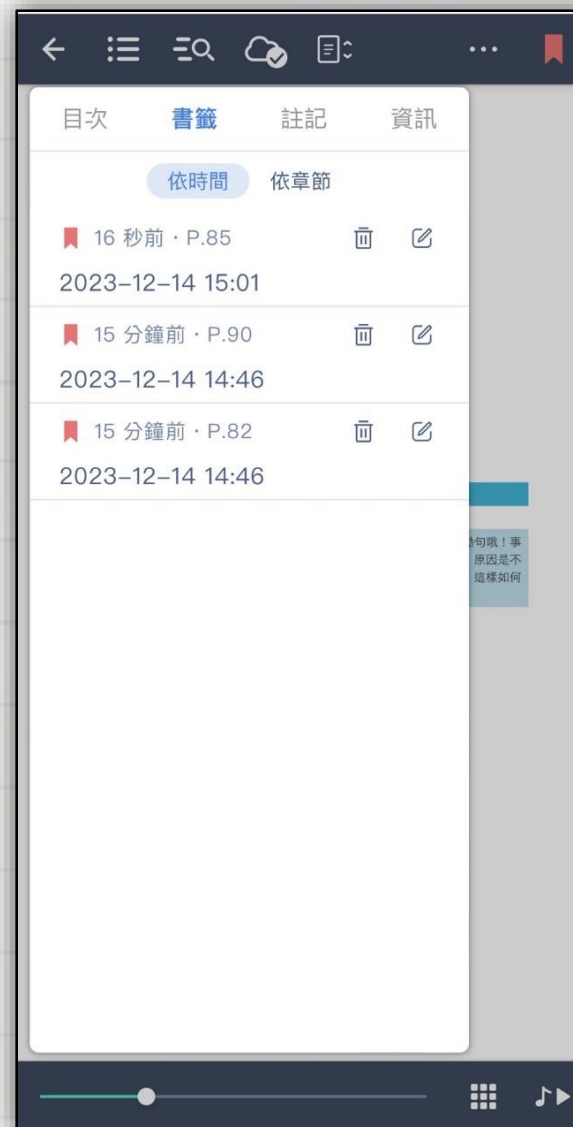 目次 書籤 註記 資訊
依時間 依章節
16 秒前 · P.85
2023-12-14 15:01
15 分鐘前 · P.90
2023-12-14 14:46
15 分鐘前 · P.82
2023-12-14 14:46
句哦！事
原因是不
這樣如何